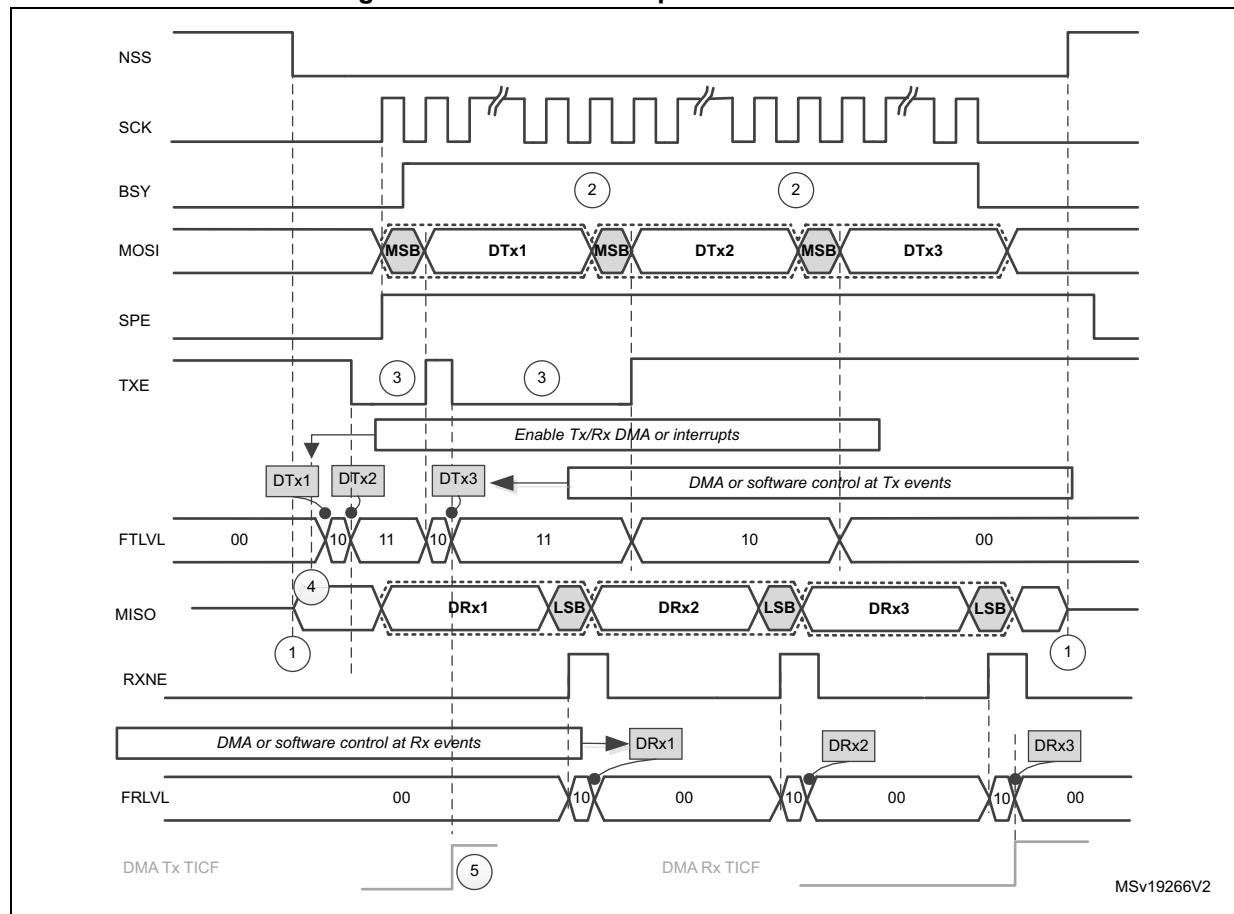 NSS
SCK
BSY
2 2
MOSI MSB DTx1 MSB DTx2 MSB DTx3
SPE
TXE 3 3
Enable Tx/Rx DMA or interrupts
DTx1 DTx2 DTx3 DMA or software control at Tx events
FTLVL 00 10 11 10 11 10 00
4
MISO DRx1 LSB DRx2 LSB DRx3 LSB
1 1
RXNE
DMA or software control at Rx events DRx1 DRx2 DRx3
FRLVL 00 10 00 10 00 10 00
DMA Tx TICF 5 DMA Rx TICF
MSv19266V2